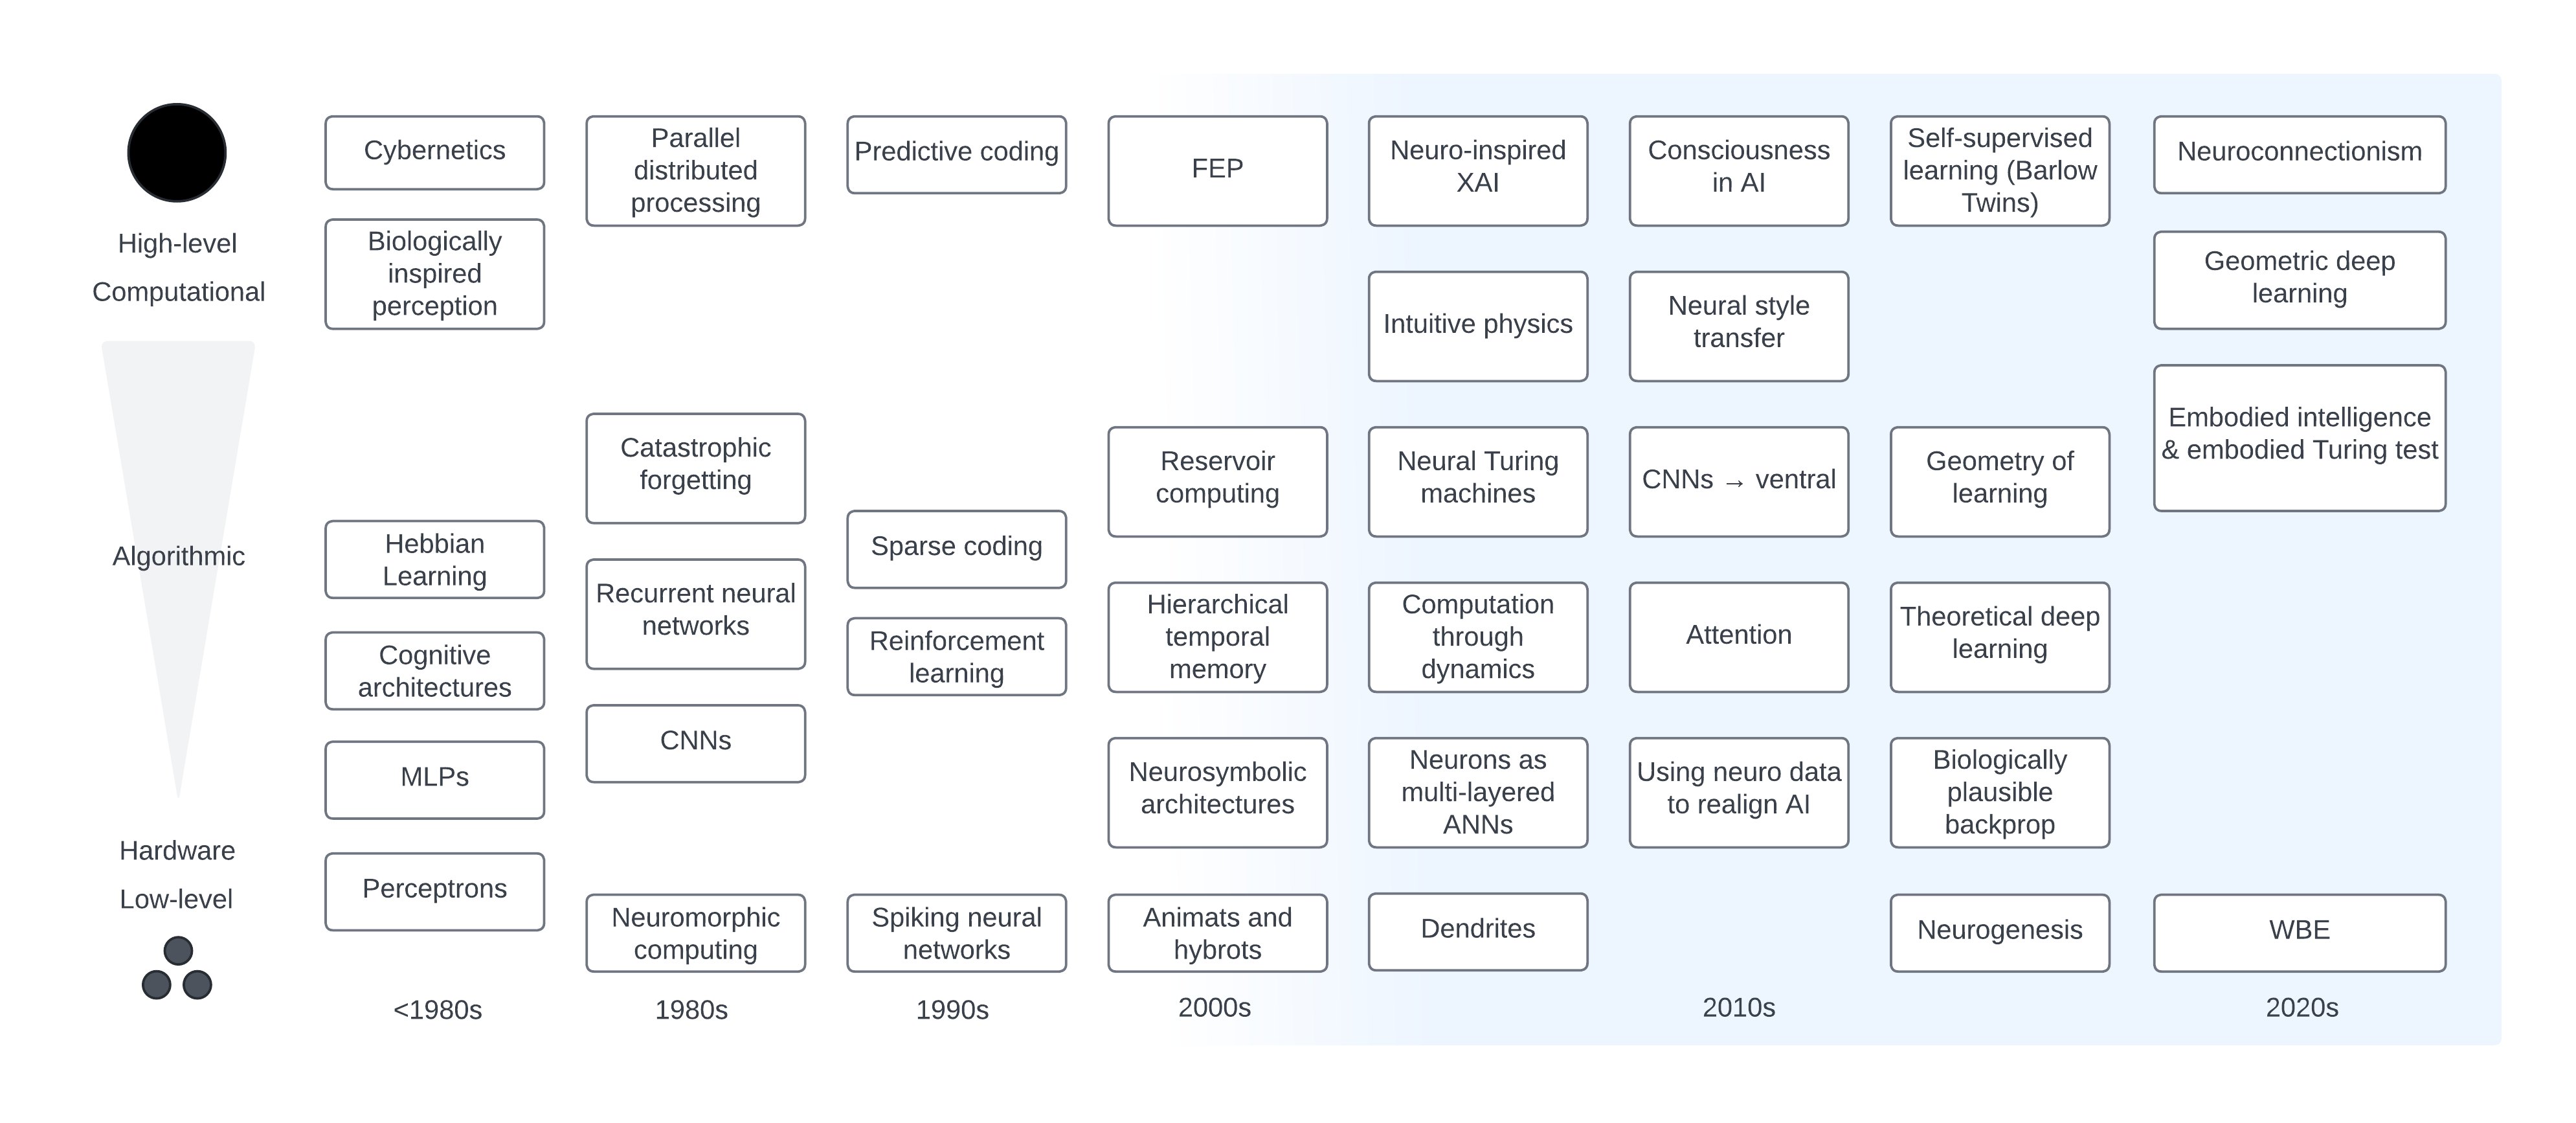 High-level
Computational
Algorithmic
Hardware
Low-level
Cybernetics
Biologically
inspired
perception
Hebbian
Learning
Cognitive
architectures
MLPs
Perceptrons
<1980s
Parallel
distributed
processing
Catastrophic
forgetting
Recurrent neural
networks
CNNs
Neuromorphic
computing
1980s
Predictive coding
Sparse coding
Reinforcement
learning
Spiking neural
networks
1990s
FEP
Reservoir
computing
Hierarchical
temporal
memory
Neurosymbolic
architectures
Animats and
hybrots
2000s
Neuro-inspired
XAI
Intuitive physics
Neural Turing
machines
Computation
through
dynamics
Neurons as
multi-layered
ANNs
Dendrites
Consciousness
in AI
Neural style
transfer
CNNs → ventral
Attention
Using neuro data
to realign AI
2010s
Self-supervised
learning (Barlow
Twins)
Geometry of
learning
Theoretical deep
learning
Biologically
plausible
backprop
Neurogenesis
Neuroconnectionism
Geometric deep
learning
Embodied intelligence
& embodied Turing test
WBE
2020s